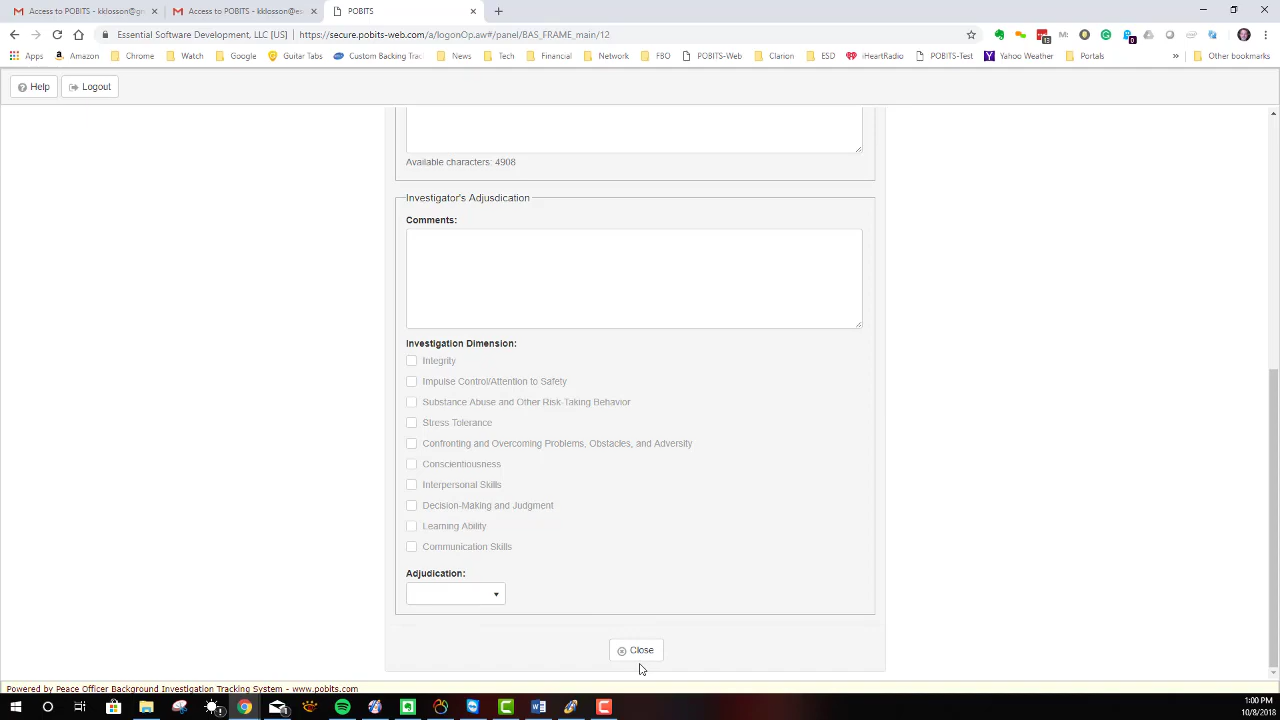 Access to POBITS - kklosson@gr
Access to POBITS - kklosson@es
POBITS
Essential Software Development, LLC [US] | https://secure.pobits-web.com/a/logonOp.aw#/panel/BAS_FRAME_main/12
Apps
Amazon
Chrome
Watch
Google
Guitar Tabs
Custom Backing Trac
News
Tech
Financial
Network
FBO
POBITS-Web
Clarion
ESD
iHeartRadio
POBITS-Test
Yahoo Weather
Portals
»
Other bookmarks
Help
Logout
Available characters: 4908
Investigator's Adjusdication
Comments:
Investigation Dimension:
Integrity
Impulse Control/Attention to Safety
Substance Abuse and Other Risk-Taking Behavior
Stress Tolerance
Confronting and Overcoming Problems, Obstacles, and Adversity
Conscientiousness
Interpersonal Skills
Decision-Making and Judgment
Learning Ability
Communication Skills
Adjudication:
Close
Powered by Peace Officer Background Investigation Tracking System - www.pobits.com
1:00 PM
10/8/2018